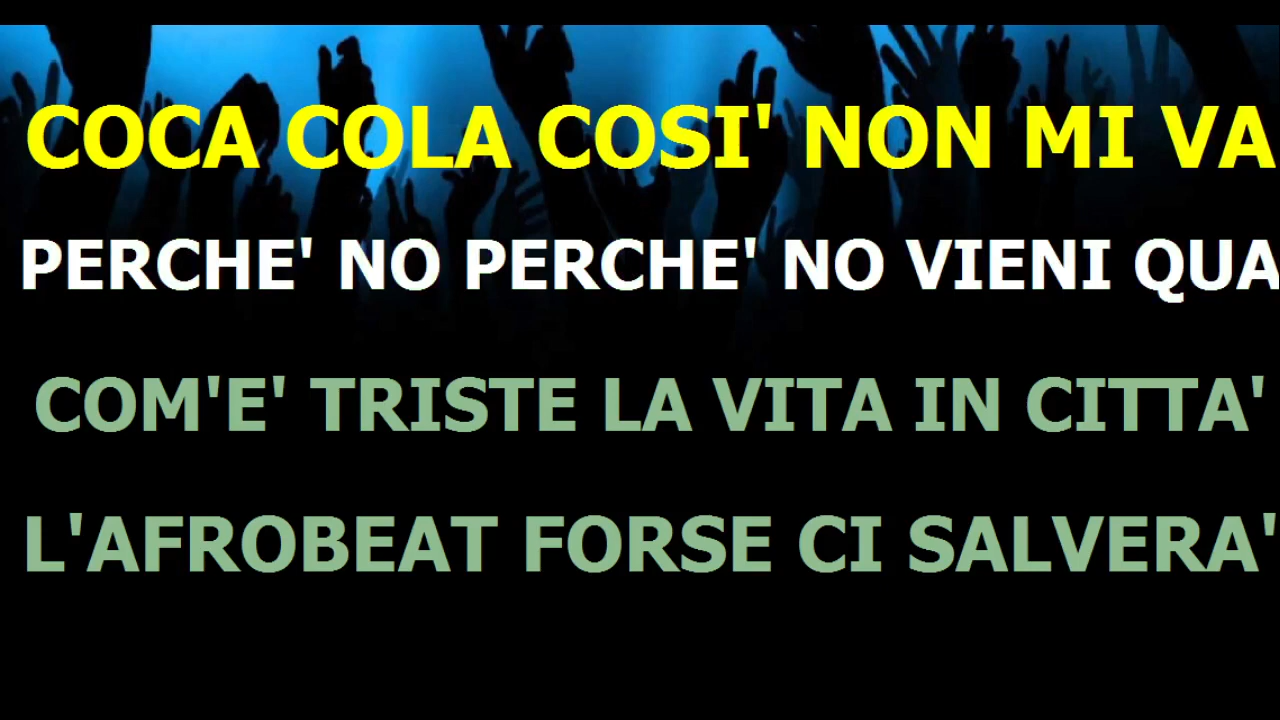 COCA COLA COSI' NON MI VA
PERCHE' NO PERCHE' NO VIENI QUA
COM'E' TRISTE LA VITA IN CITTA'
L'AFROBEAT FORSE CI SALVERA'